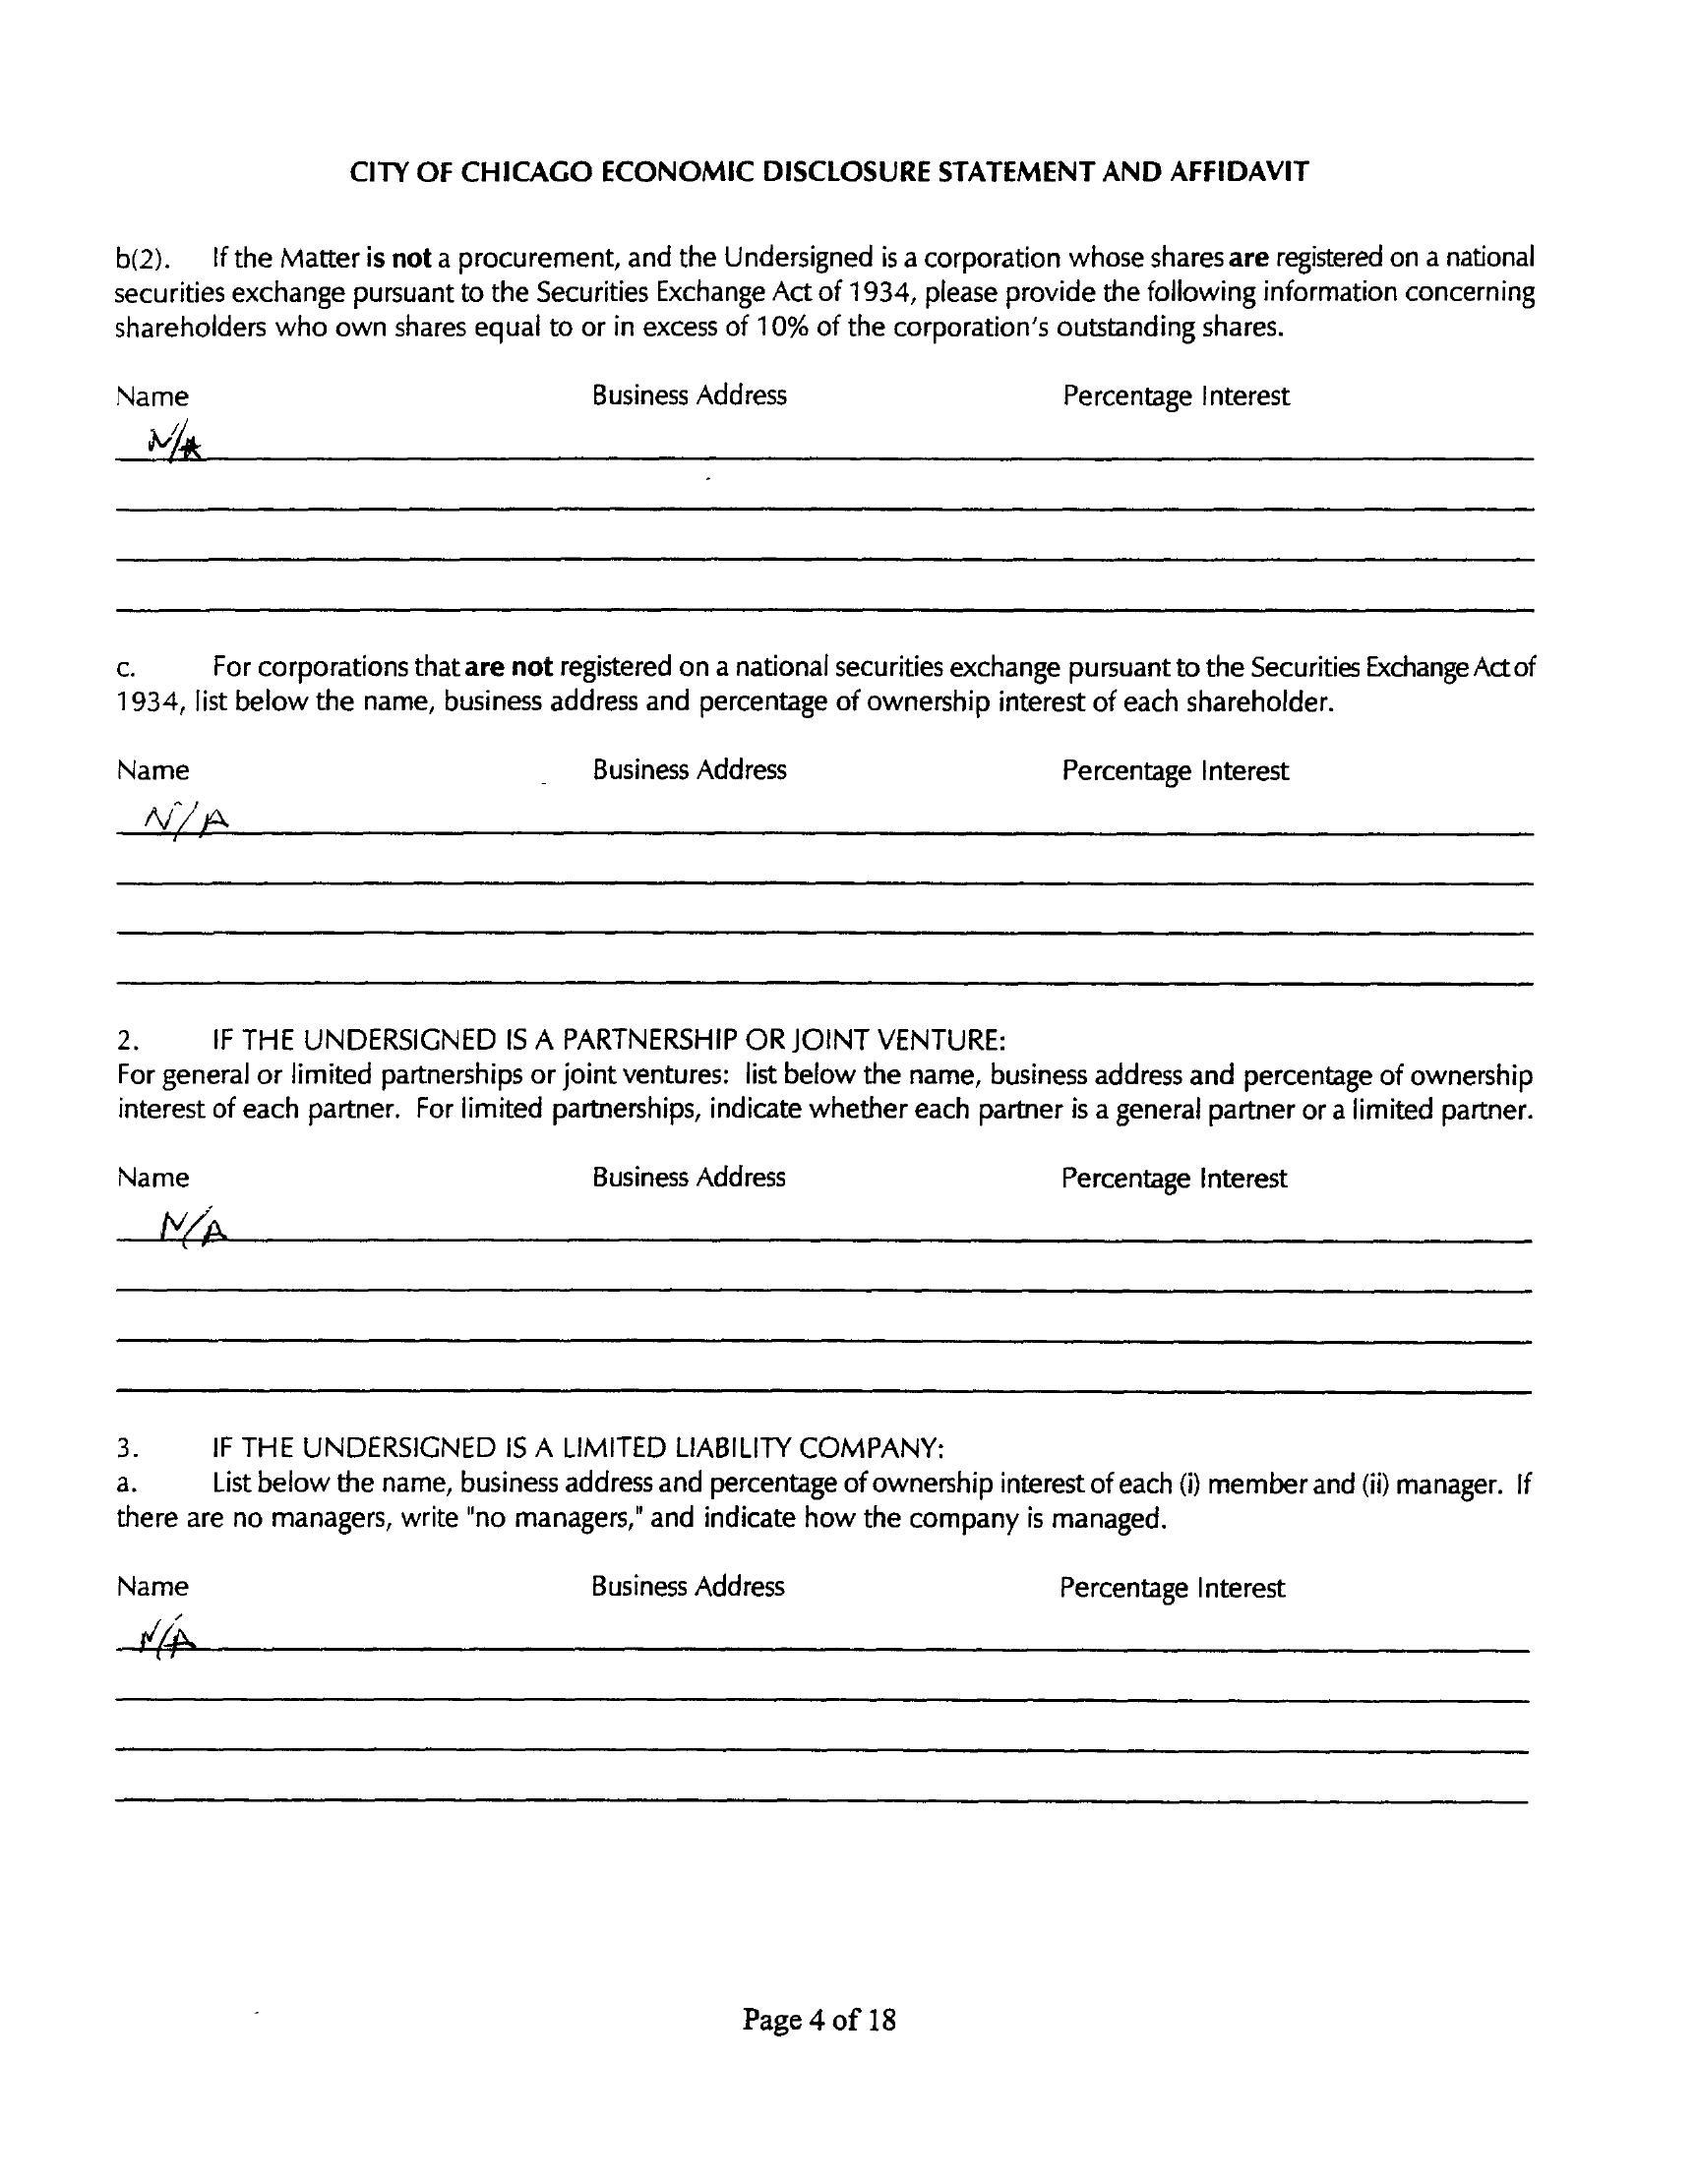 CITY OF CHICAGO ECONOMIC DISCLOSURE STATEMENT AND AFFIDAVIT
b(2). If the Matter is not a procurement, and the Undersigned is a corporation whose shares are registered on a national
securities exchange pursuant to the Securities Exchange Act of 1934, please provide the following information concerning
shareholders who own shares equal to or in excess of 10% of the corporation's outstanding shares.
Name Business Address Percentage Interest
N/A
c. For corporations that are not registered on a national securities exchange pursuant to the Securities Exchange Act of
1934, list below the name, business address and percentage of ownership interest of each shareholder.
Name Business Address Percentage Interest
N/A
2. IF THE UNDERSIGNED IS A PARTNERSHIP OR JOINT VENTURE:
For general or limited partnerships or joint ventures: list below the name, business address and percentage of ownership
interest of each partner. For limited partnerships, indicate whether each partner is a general partner or a limited partner.
Name Business Address Percentage Interest
N/A
3. IF THE UNDERSIGNED IS A LIMITED LIABILITY COMPANY:
a. List below the name, business address and percentage of ownership interest of each (i) member and (ii) manager. If
there are no managers, write "no managers," and indicate how the company is managed.
Name Business Address Percentage Interest
N/A
Page 4 of 18